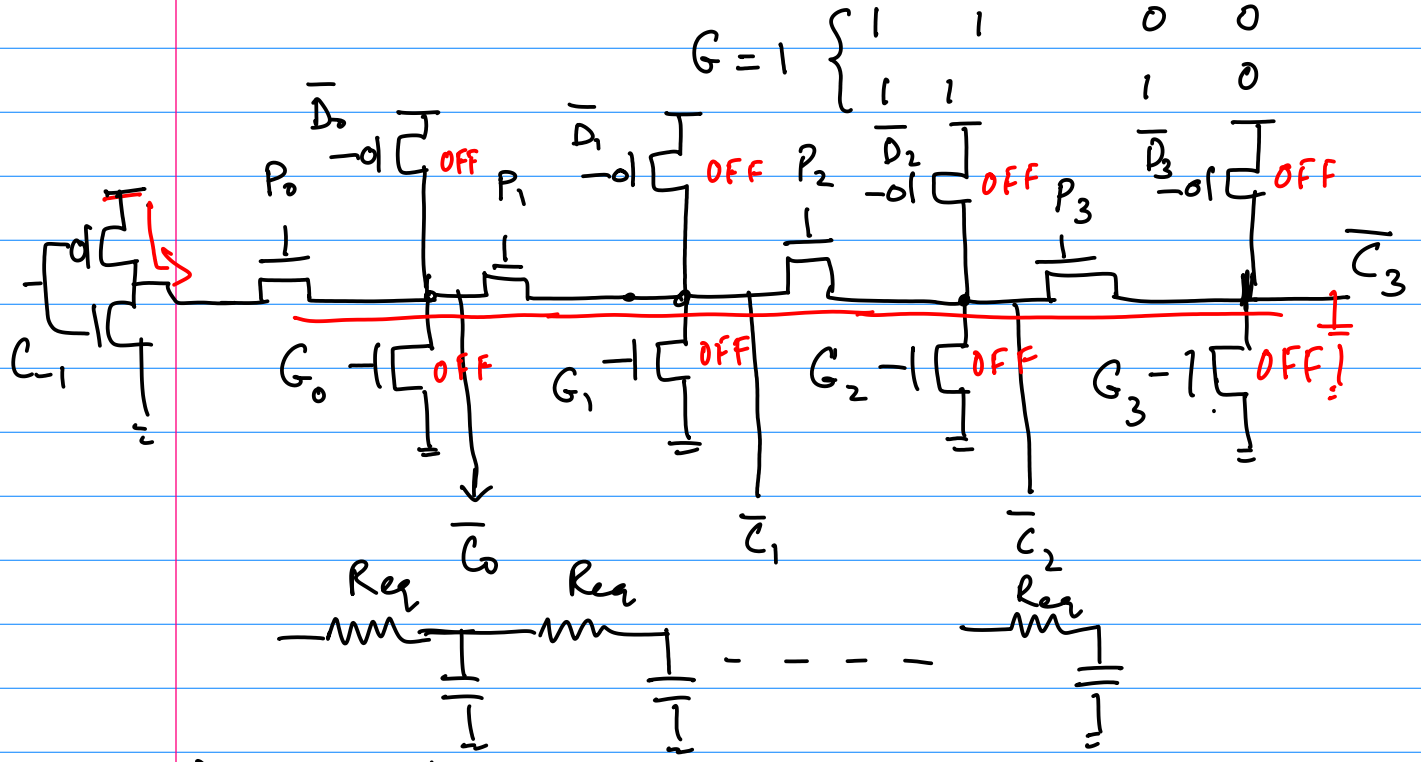 G = 1 { 1 1 0 0
1 1 1 0
D̅₀ D̅₁ D̅₂ D̅₃
OFF OFF OFF OFF
P₀ P₁ P₂ P₃
C̅₃
C₋₁ G₀ OFF G₁ OFF G₂ OFF G₃ OFF !
C̅₀ C̅₁ C̅₂
Req Req Req